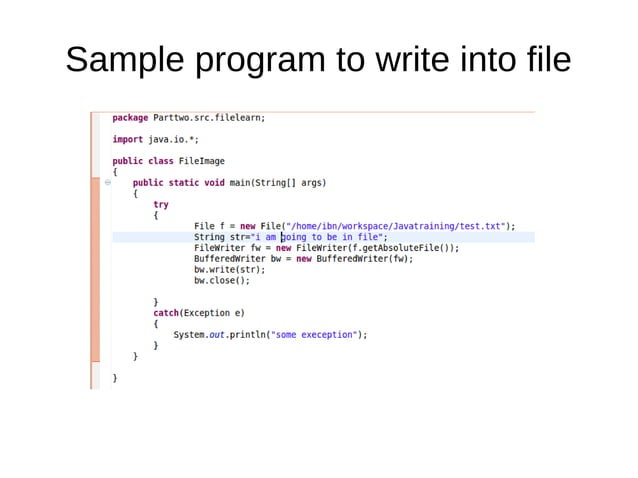 Sample program to write into file
package Parttwo.src.filelearn;
import java.io.*;
public class FileImage
{
public static void main(String[] args)
{
try
{
File f = new File("/home/ibn/workspace/Javatraining/test.txt");
String str="i am going to be in file";
FileWriter fw = new FileWriter(f.getAbsoluteFile());
BufferedWriter bw = new BufferedWriter(fw);
bw.write(str);
bw.close();
}
catch(Exception e)
{
System.out.println("some exeception");
}
}
}